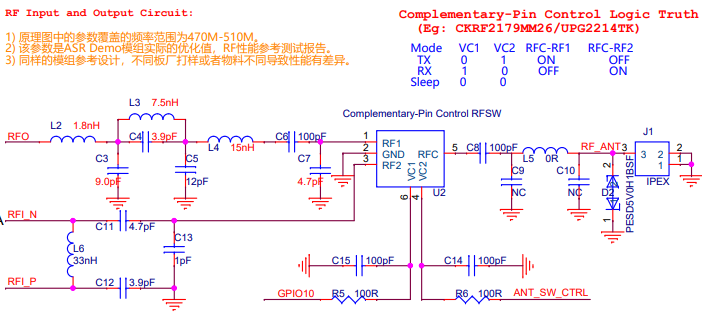 RF Input and Output Circuit:
1) 原理图中的参数覆盖的频率范围为470M-510M。
2) 该参数是ASR Demo模组实际的优化值，RF性能参考测试报告。
3) 同样的模组参考设计，不同板厂打样或者物料不同导致性能有差异。
Complementary-Pin Control Logic Truth
(Eg: CKRF2179MM26/UPG2214TK)
Mode VC1 VC2 RFC-RF1 RFC-RF2
TX 0 1 ON OFF
RX 1 0 OFF ON
Sleep 0 0
L3 7.5nH
L2 1.8nH
RFO
C4 3.9pF
L4 15nH
C6 100pF
C3 9.0pF
C5 12pF
C7 4.7pF
Complementary-Pin Control RFSW
1 RF1
2 GND
3 RF2
RFC 5
VC1 6
VC2 4
U2
C8 100pF
L5 0R
C9 NC
C10 NC
RF_ANT
J1
3 3
2 2
1 1
IPEX
2
D2
1
PESD5V0H1BSF
RFI_N
C11 4.7pF
L6 33nH
C13 1pF
RFI_P
C12 3.9pF
C15 100pF
C14 100pF
GPIO10
R5 100R
R6 100R
ANT_SW_CTRL